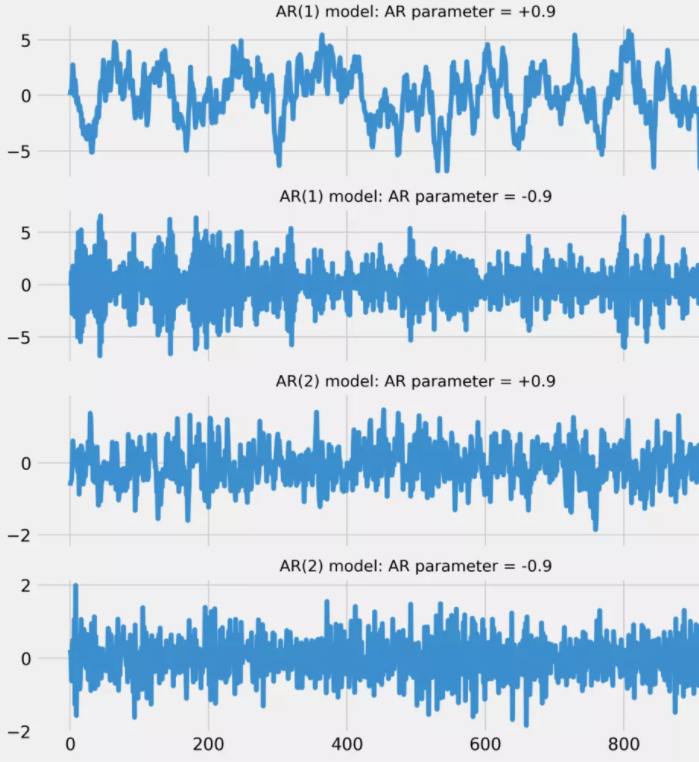 AR(1) model: AR parameter = +0.9
5
0
−5
AR(1) model: AR parameter = -0.9
5
0
−5
AR(2) model: AR parameter = +0.9
0
−2
AR(2) model: AR parameter = -0.9
2
0
−2
0 200 400 600 800